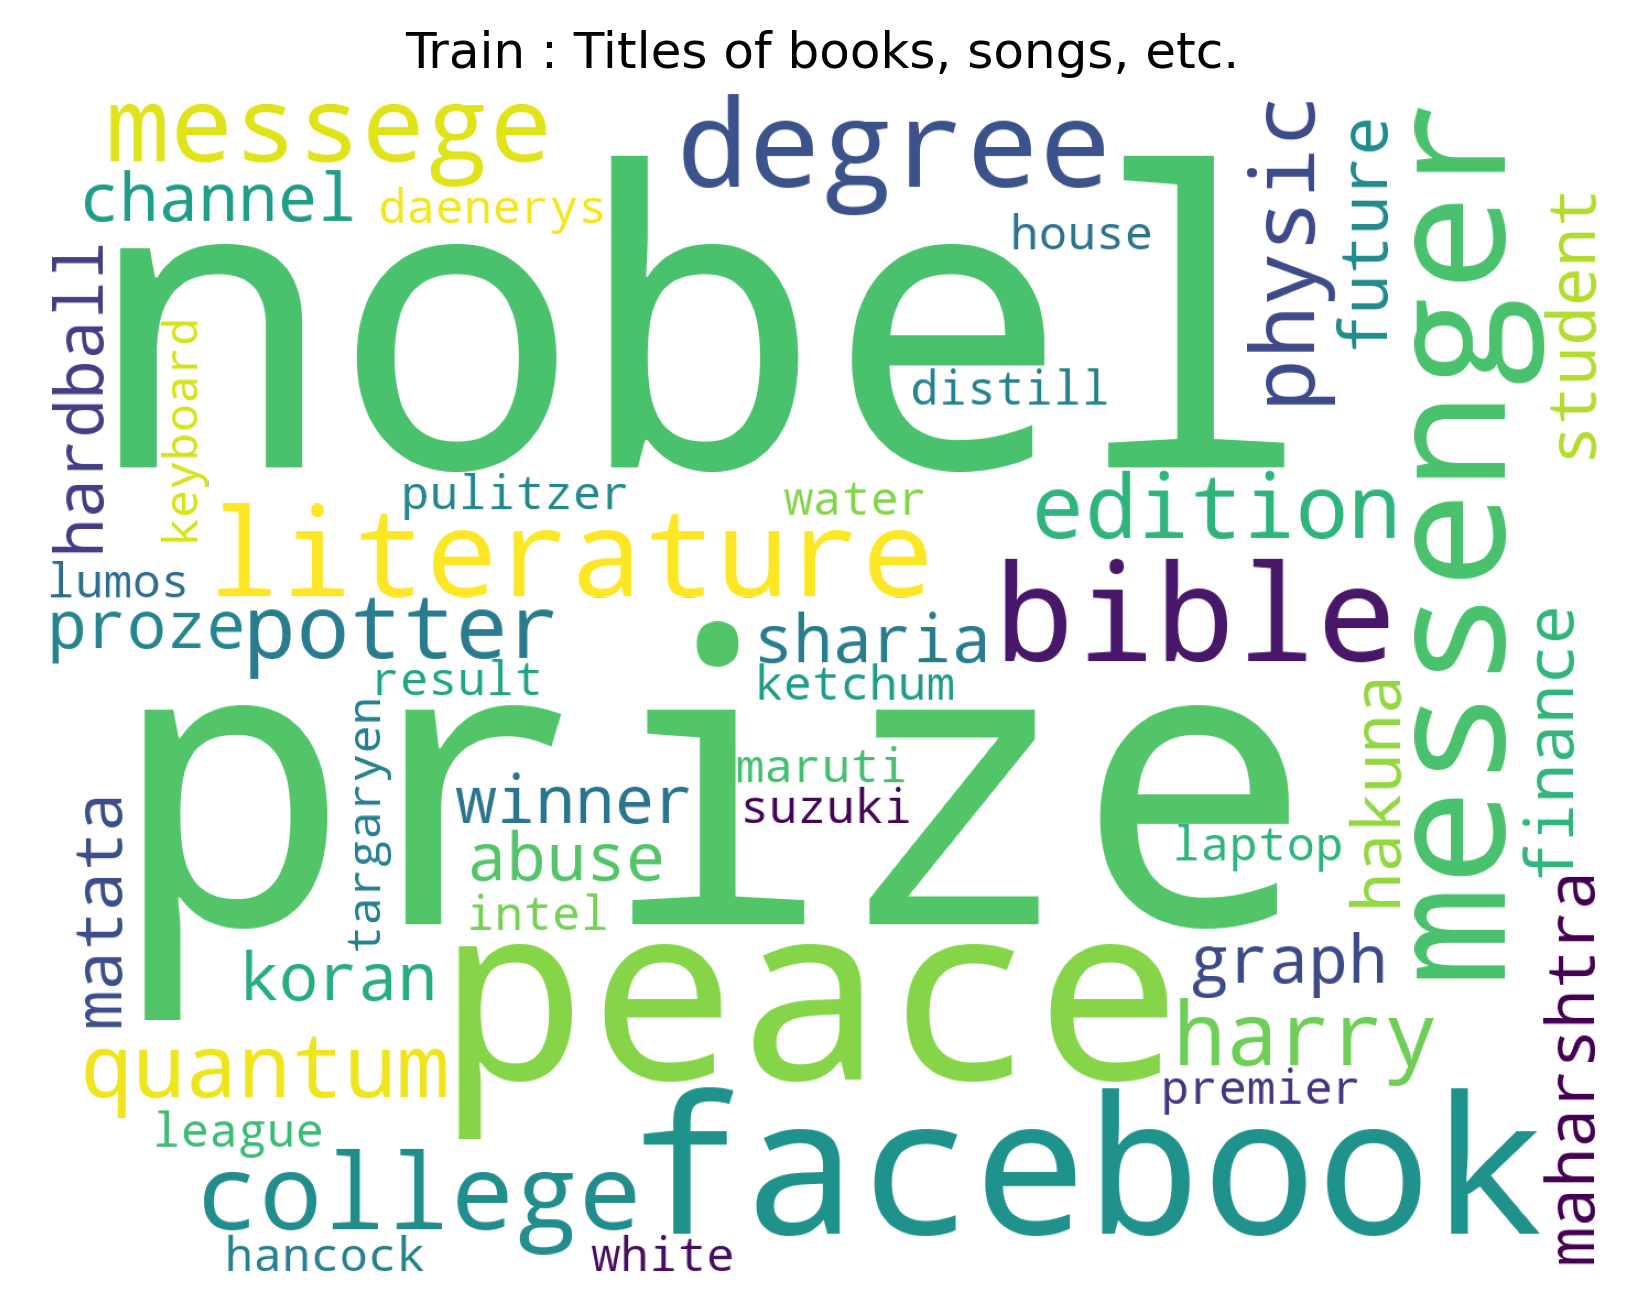 Train : Titles of books, songs, etc.
messege
degree
physic
future
messenger
student
channel
daenerys
house
nobel
hardball
keyboard
distill
pulitzer
water
edition
literature
lumos
bible
proze
potter
sharia
result
ketchum
prize
targaryen
hakuna
finance
maruti
winner
suzuki
matata
abuse
laptop
intel
maharshtra
koran
peace
graph
quantum
harry
premier
league
facebook
college
hancock
white